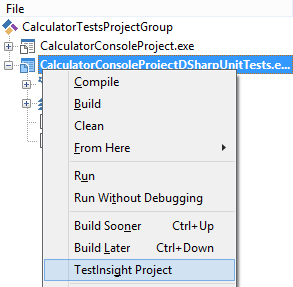 File
CalculatorTestsProjectGroup
CalculatorConsoleProject.exe
CalculatorConsoleProjectDSharpUnitTests.e...
Compile
Build
Clean
From Here
Run
Run Without Debugging
Build Sooner Ctrl+Up
Build Later Ctrl+Down
TestInsight Project